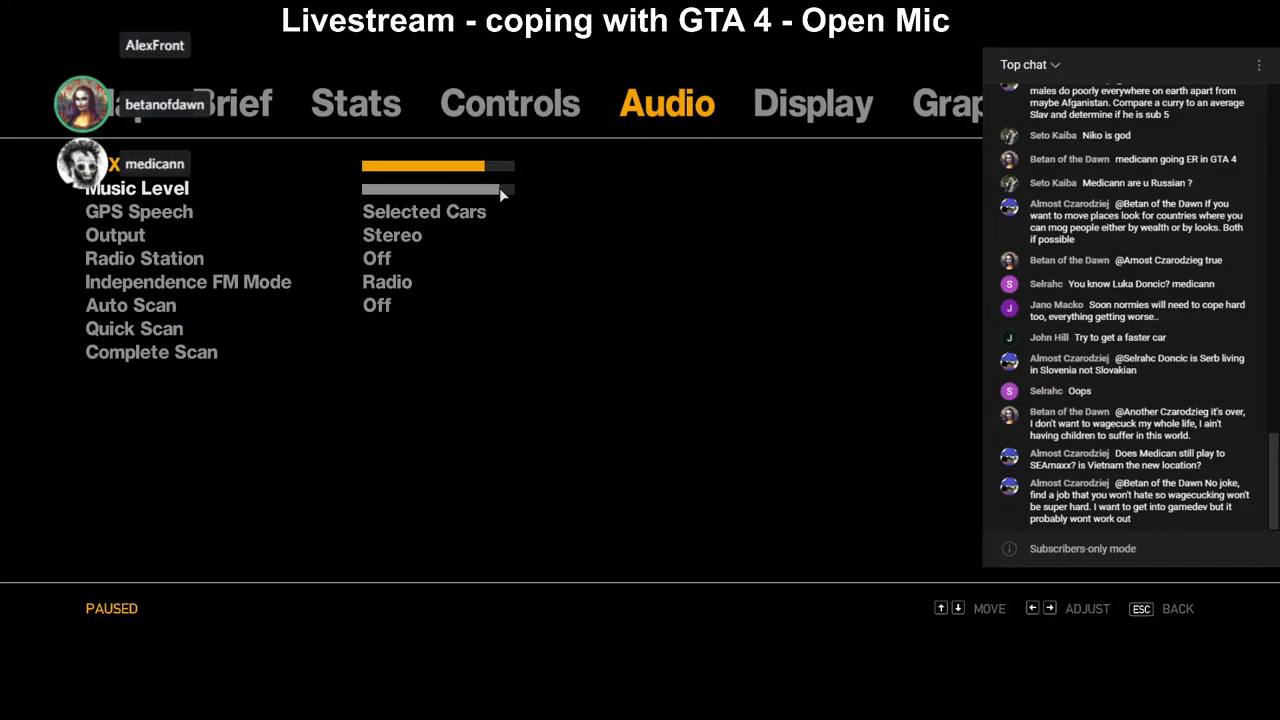 Livestream - coping with GTA 4 - Open Mic
AlexFront
betanofdawn
medicann
Brief
Stats
Controls
Audio
Display
Music Level
GPS Speech
Selected Cars
Output
Stereo
Radio Station
Off
Independence FM Mode
Radio
Auto Scan
Off
Quick Scan
Complete Scan
PAUSED
MOVE
ADJUST
ESC
BACK
Top chat
males do poorly everywhere on earth apart from
maybe Afganistan. Compare a curry to an average
Slav and determine if he is sub 5
Seto Kaiba Niko is god
Betan of the Dawn medicann going ER in GTA 4
Seto Kaiba Medicann are u Russian ?
Almost Czarodziej @Betan of the Dawn If you
want to move places look for countries where you
can mog people either by wealth or by looks. Both
if possible
Betan of the Dawn @Amost Czarodzieg true
S
Selrahc You know Luka Doncic? medicann
J
Jano Macko Soon normies will need to cope hard
too, everything getting worse..
J
John Hill Try to get a faster car
Almost Czarodziej @Selrahc Doncic is Serb living
in Slovenia not Slovakian
S
Selrahc Oops
Betan of the Dawn @Another Czarodzieg it's over,
I don't want to wagecuck my whole life, I ain't
having children to suffer in this world.
Almost Czarodziej Does Medican still play to
SEAmaxx? is Vietnam the new location?
Almost Czarodziej @Betan of the Dawn No joke,
find a job that you won't hate so wagecucking won't
be super hard. I want to get into gamedev but it
probably wont work out
Subscribers-only mode